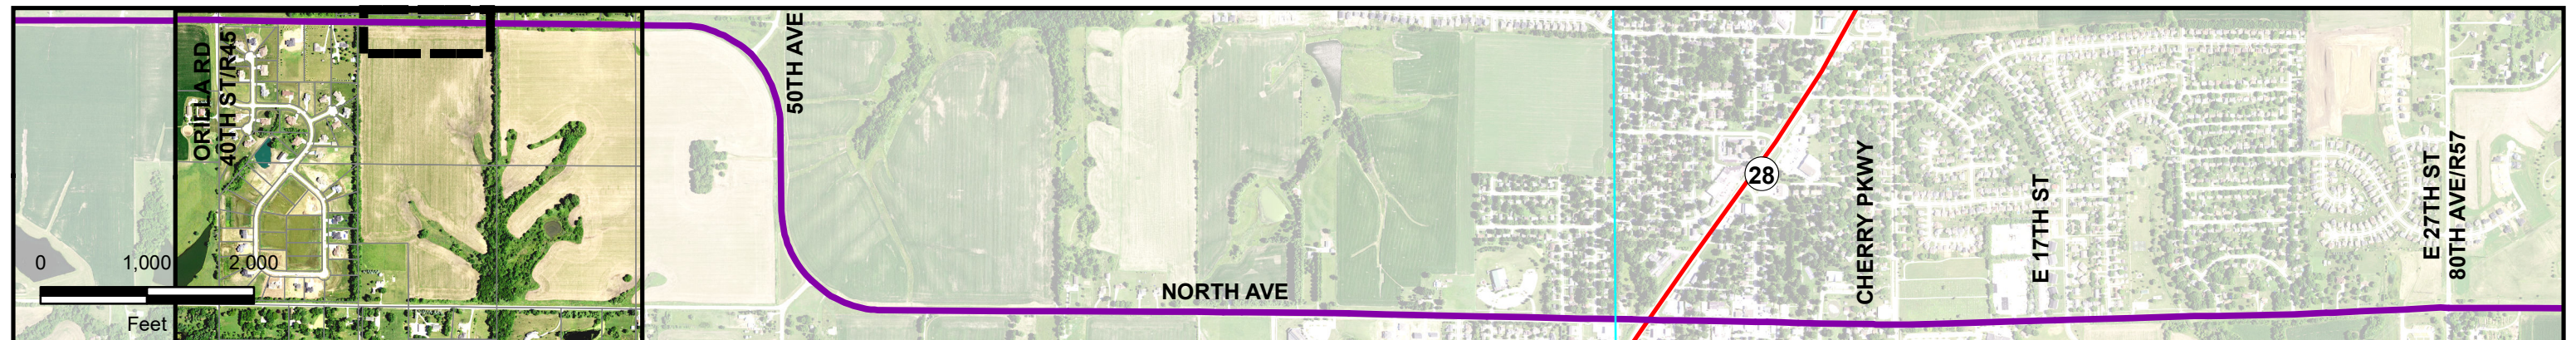 ORILLA RD
40TH ST/R45
50TH AVE
0 1,000 2,000
Feet
NORTH AVE
28
CHERRY PKWY
E 17TH ST
E 27TH ST
80TH AVE/R57